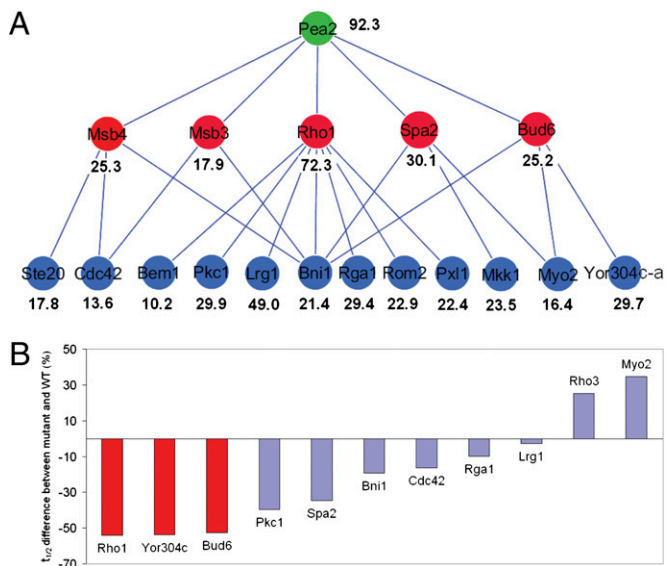 A
Pea2 92.3
Msb4 Msb3 Rho1 Spa2 Bud6
25.3 17.9 72.3 30.1 25.2
Ste20 Cdc42 Bem1 Pkc1 Lrg1 Bni1 Rga1 Rom2 Pxl1 Mkk1 Myo2 Yor304c-a
17.8 13.6 10.2 29.9 49.0 21.4 29.4 22.9 22.4 23.5 16.4 29.7
B
t1/2 difference between mutant and WT (%)
50
30
10
-10
-30
-50
-70
Rho1 Yor304c Bud6 Pkc1 Spa2 Bni1 Cdc42 Rga1 Lrg1 Rho3 Myo2